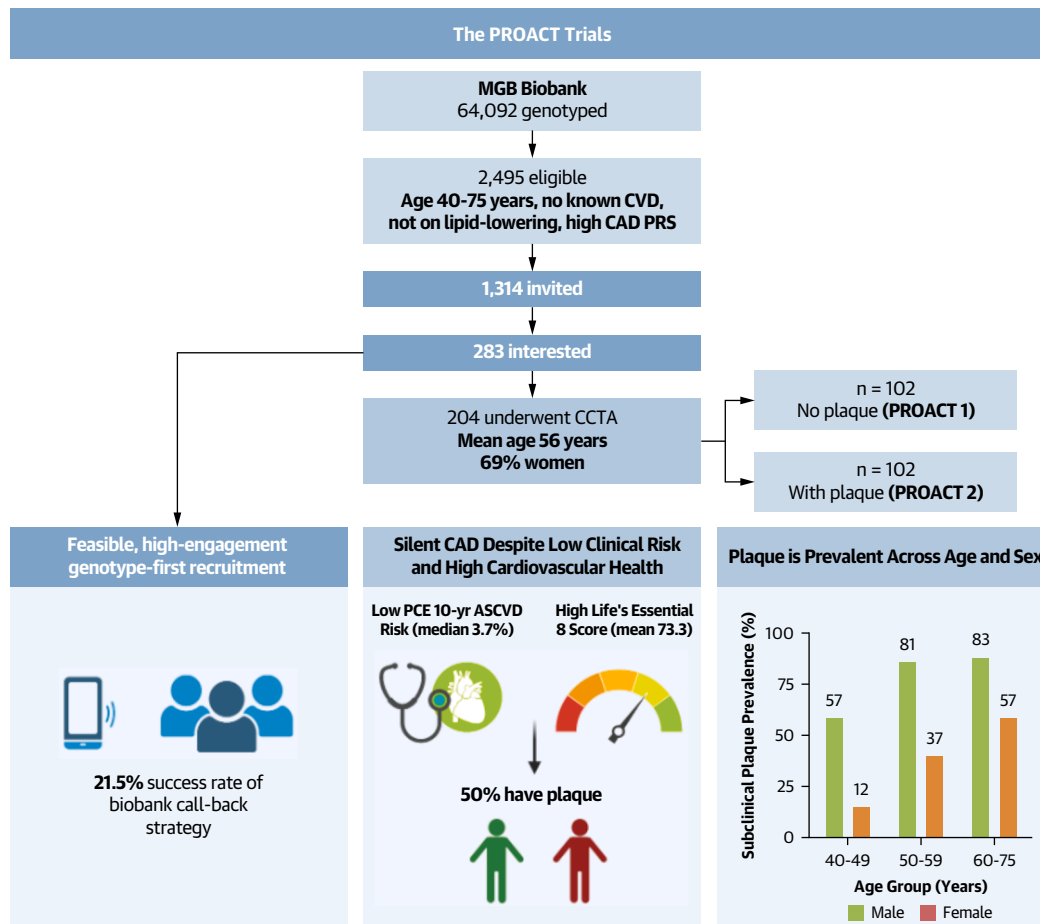 The PROACT Trials
MGB Biobank
64,092 genotyped
2,495 eligible
Age 40-75 years, no known CVD,
not on lipid-lowering, high CAD PRS
1,314 invited
283 interested
204 underwent CCTA
Mean age 56 years
69% women
n = 102
No plaque (PROACT 1)
n = 102
With plaque (PROACT 2)
Feasible, high-engagement
genotype-first recruitment
21.5% success rate of
biobank call-back
strategy
Silent CAD Despite Low Clinical Risk
and High Cardiovascular Health
Low PCE 10-yr ASCVD
Risk (median 3.7%)
High Life's Essential
8 Score (mean 73.3)
50% have plaque
Plaque is Prevalent Across Age and Sex
Subclinical Plaque Prevalence (%)
100
75
50
25
0
57
12
81
37
83
57
40-49
50-59
60-75
Age Group (Years)
Male
Female